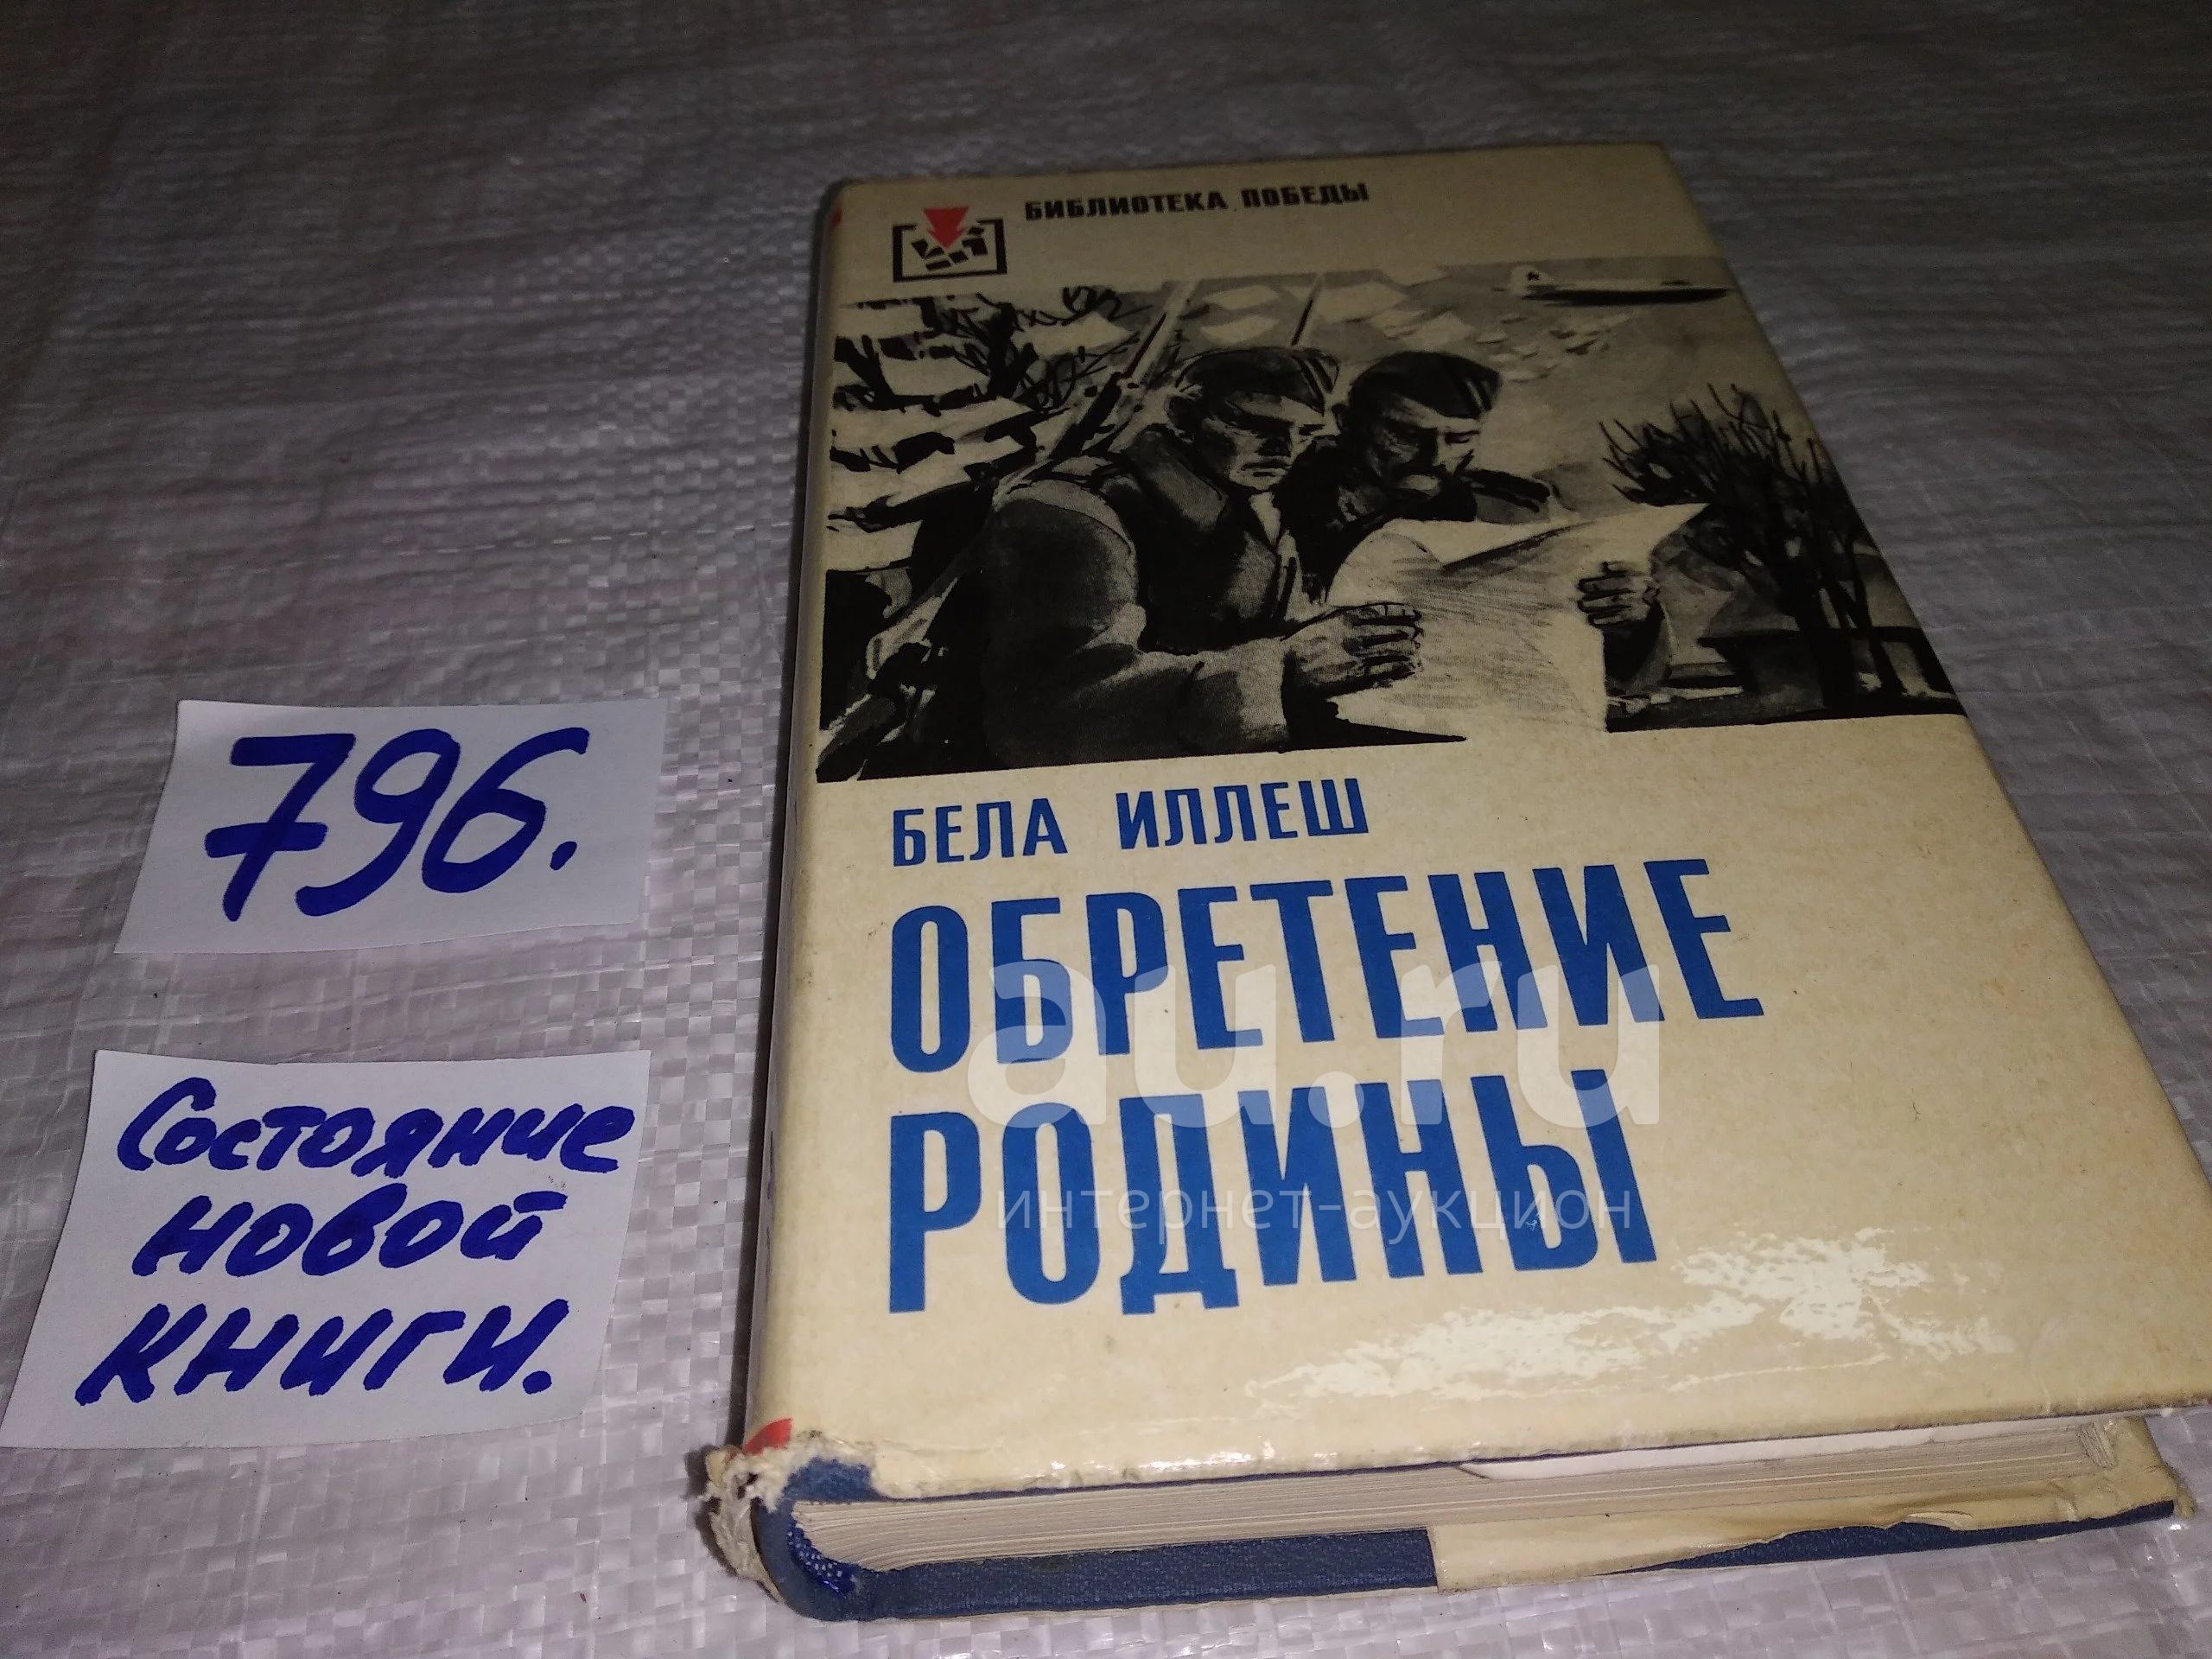 БИБЛИОТЕКА ПОБЕДЫ
БЕЛА ИЛЛЕШ
ОБРЕТЕНИЕ
РОДИНЫ
au.ru
интернет-аукцион
796.
Состояние
новой
книги.